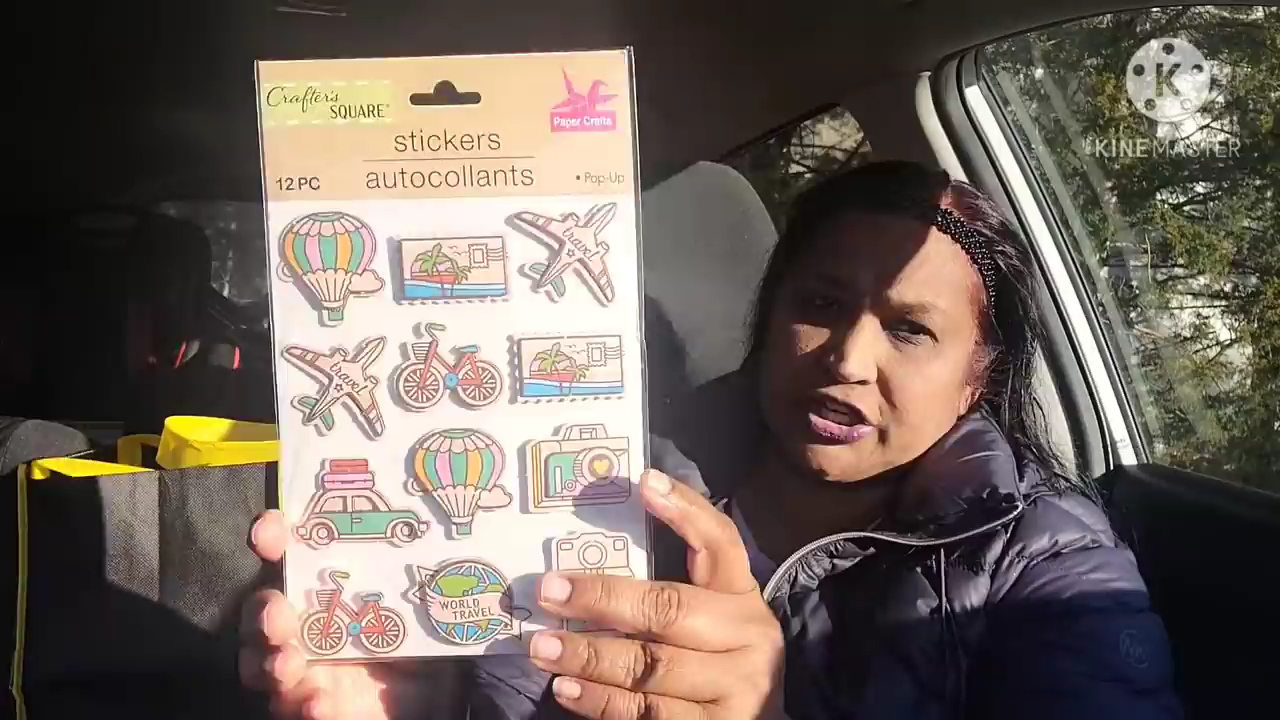 Crafter's
SQUARE
Paper Crafts
stickers
autocollants
12 PC
• Pop-Up
travel
travel
WORLD
TRAVEL
K
KINEMASTER